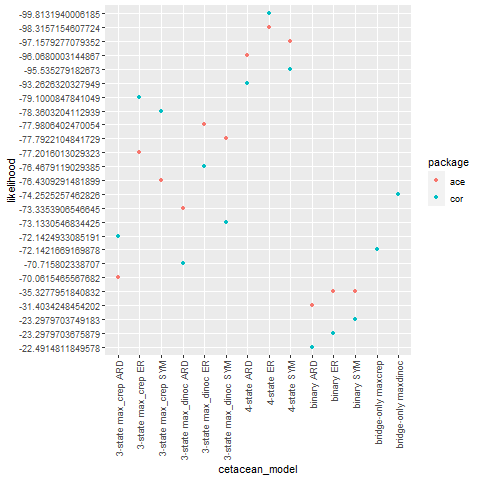 -99.8131940006185
-98.3157154607724
-97.1579277079352
-96.0680003144867
-95.535279182673
-93.2626320327949
-79.1000847841049
-78.3603204112939
-77.9806402470054
-77.7922104841729
-77.2016013029323
-76.4679119029385
-76.4309291481899
-74.2525257462826
-73.3353906546645
-73.1330546834425
-72.1424933085191
-72.1421669169878
-70.715802338707
-70.0615465567682
-35.3277951840832
-31.4034248454202
-23.2979703749183
-23.2979703675879
-22.4914811849578
likelihood
3-state max_crep ARD
3-state max_crep ER
3-state max_crep SYM
3-state max_dinoc ARD
3-state max_dinoc ER
3-state max_dinoc SYM
4-state ARD
4-state ER
4-state SYM
binary ARD
binary ER
binary SYM
bridge-only maxcrep
bridge-only maxdinoc
cetacean_model
package
ace
cor